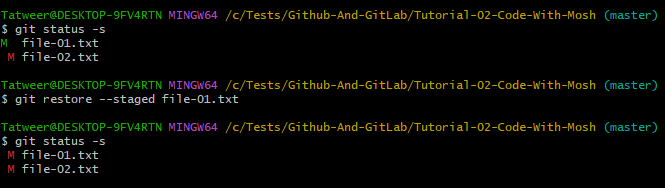 Tatweer@DESKTOP-9FV4RTN MINGW64 /c/Tests/Github-And-GitLab/Tutorial-02-Code-With-Mosh (master)
$ git status -s
M  file-01.txt
 M file-02.txt

Tatweer@DESKTOP-9FV4RTN MINGW64 /c/Tests/Github-And-GitLab/Tutorial-02-Code-With-Mosh (master)
$ git restore --staged file-01.txt

Tatweer@DESKTOP-9FV4RTN MINGW64 /c/Tests/Github-And-GitLab/Tutorial-02-Code-With-Mosh (master)
$ git status -s
 M file-01.txt
 M file-02.txt